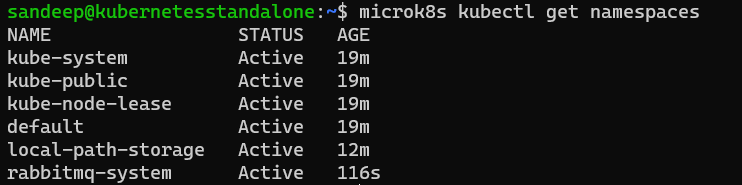 sandeep@kubernetesstandalone:~$ microk8s kubectl get namespaces
NAME                 STATUS   AGE
kube-system          Active   19m
kube-public          Active   19m
kube-node-lease      Active   19m
default              Active   19m
local-path-storage   Active   12m
rabbitmq-system      Active   116s